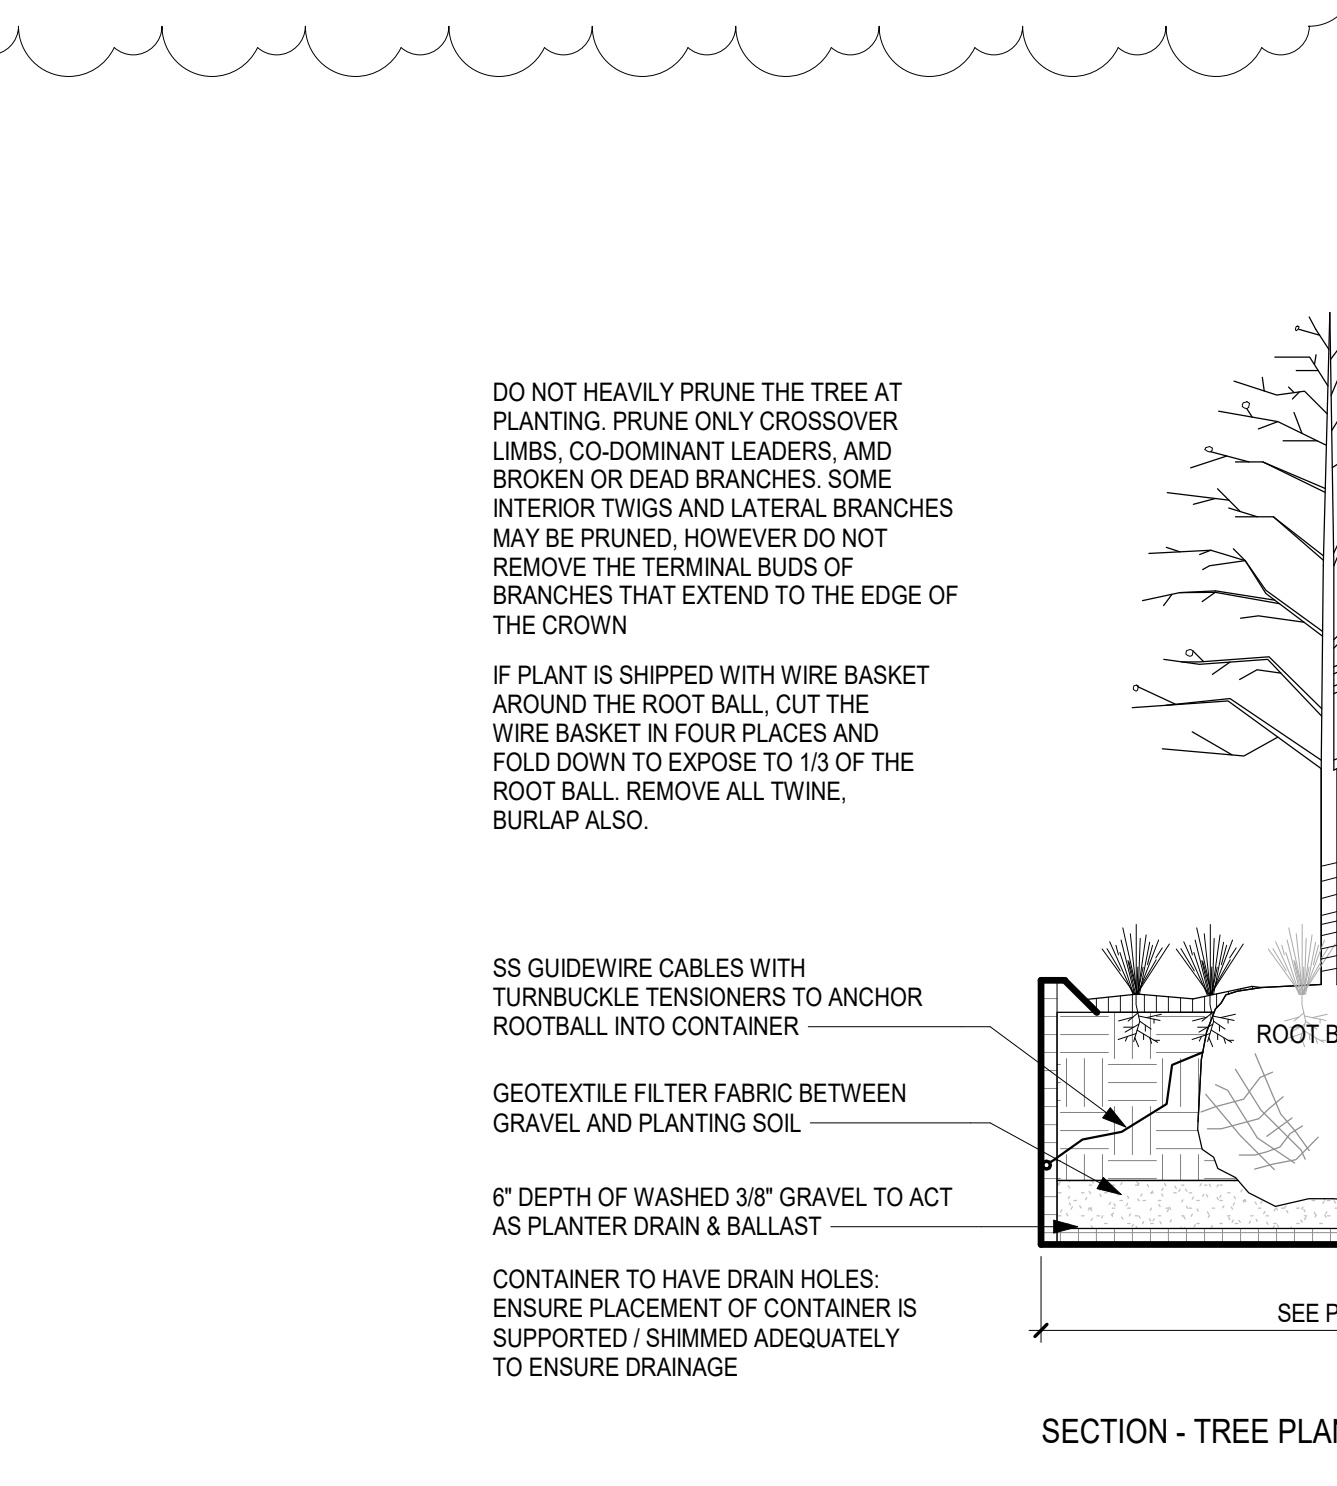 DO NOT HEAVILY PRUNE THE TREE AT
PLANTING. PRUNE ONLY CROSSOVER
LIMBS, CO-DOMINANT LEADERS, AMD
BROKEN OR DEAD BRANCHES. SOME
INTERIOR TWIGS AND LATERAL BRANCHES
MAY BE PRUNED, HOWEVER DO NOT
REMOVE THE TERMINAL BUDS OF
BRANCHES THAT EXTEND TO THE EDGE OF
THE CROWN
IF PLANT IS SHIPPED WITH WIRE BASKET
AROUND THE ROOT BALL, CUT THE
WIRE BASKET IN FOUR PLACES AND
FOLD DOWN TO EXPOSE TO 1/3 OF THE
ROOT BALL. REMOVE ALL TWINE,
BURLAP ALSO.
SS GUIDEWIRE CABLES WITH
TURNBUCKLE TENSIONERS TO ANCHOR
ROOTBALL INTO CONTAINER
GEOTEXTILE FILTER FABRIC BETWEEN
GRAVEL AND PLANTING SOIL
6" DEPTH OF WASHED 3/8" GRAVEL TO ACT
AS PLANTER DRAIN & BALLAST
CONTAINER TO HAVE DRAIN HOLES:
ENSURE PLACEMENT OF CONTAINER IS
SUPPORTED / SHIMMED ADEQUATELY
TO ENSURE DRAINAGE
ROOT B
SEE P
SECTION - TREE PLAN